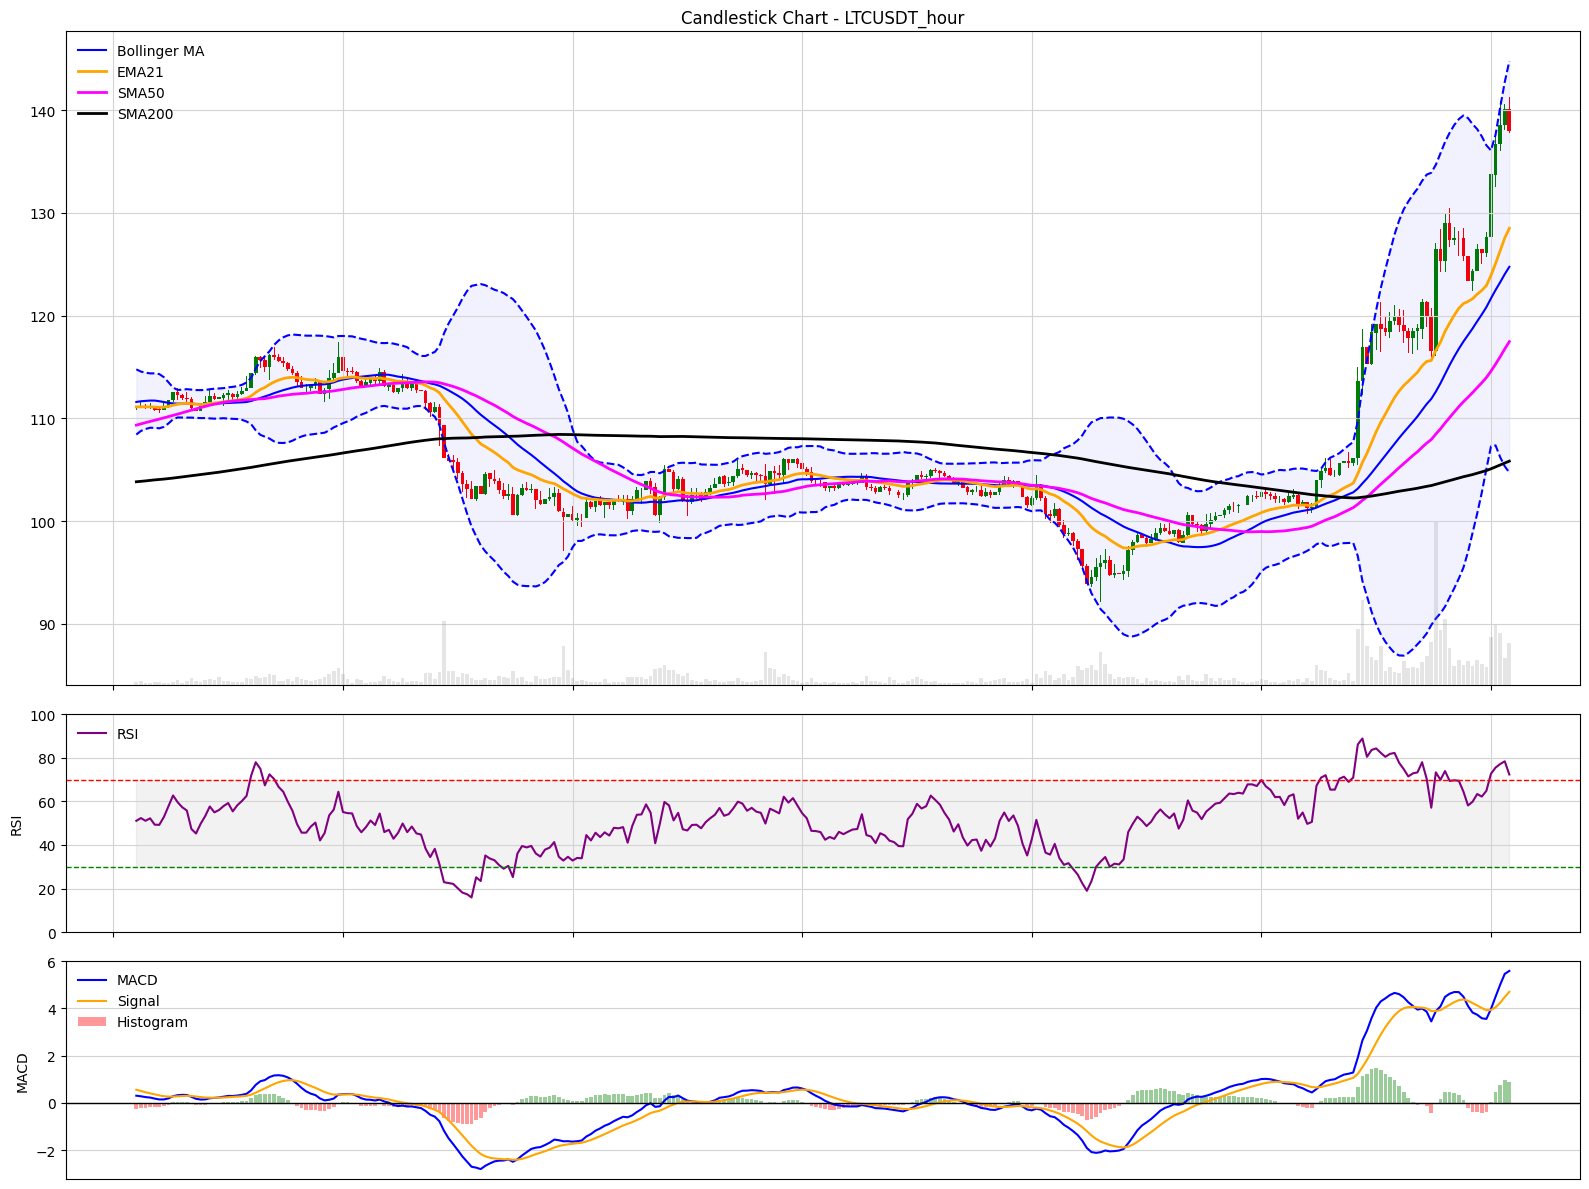 Candlestick Chart - LTCUSDT_hour
Bollinger MA
EMA21
SMA50
SMA200
140
130
120
110
100
90
RSI
RSI
100
80
60
40
20
0
MACD
Signal
Histogram
MACD
6
4
2
0
−2